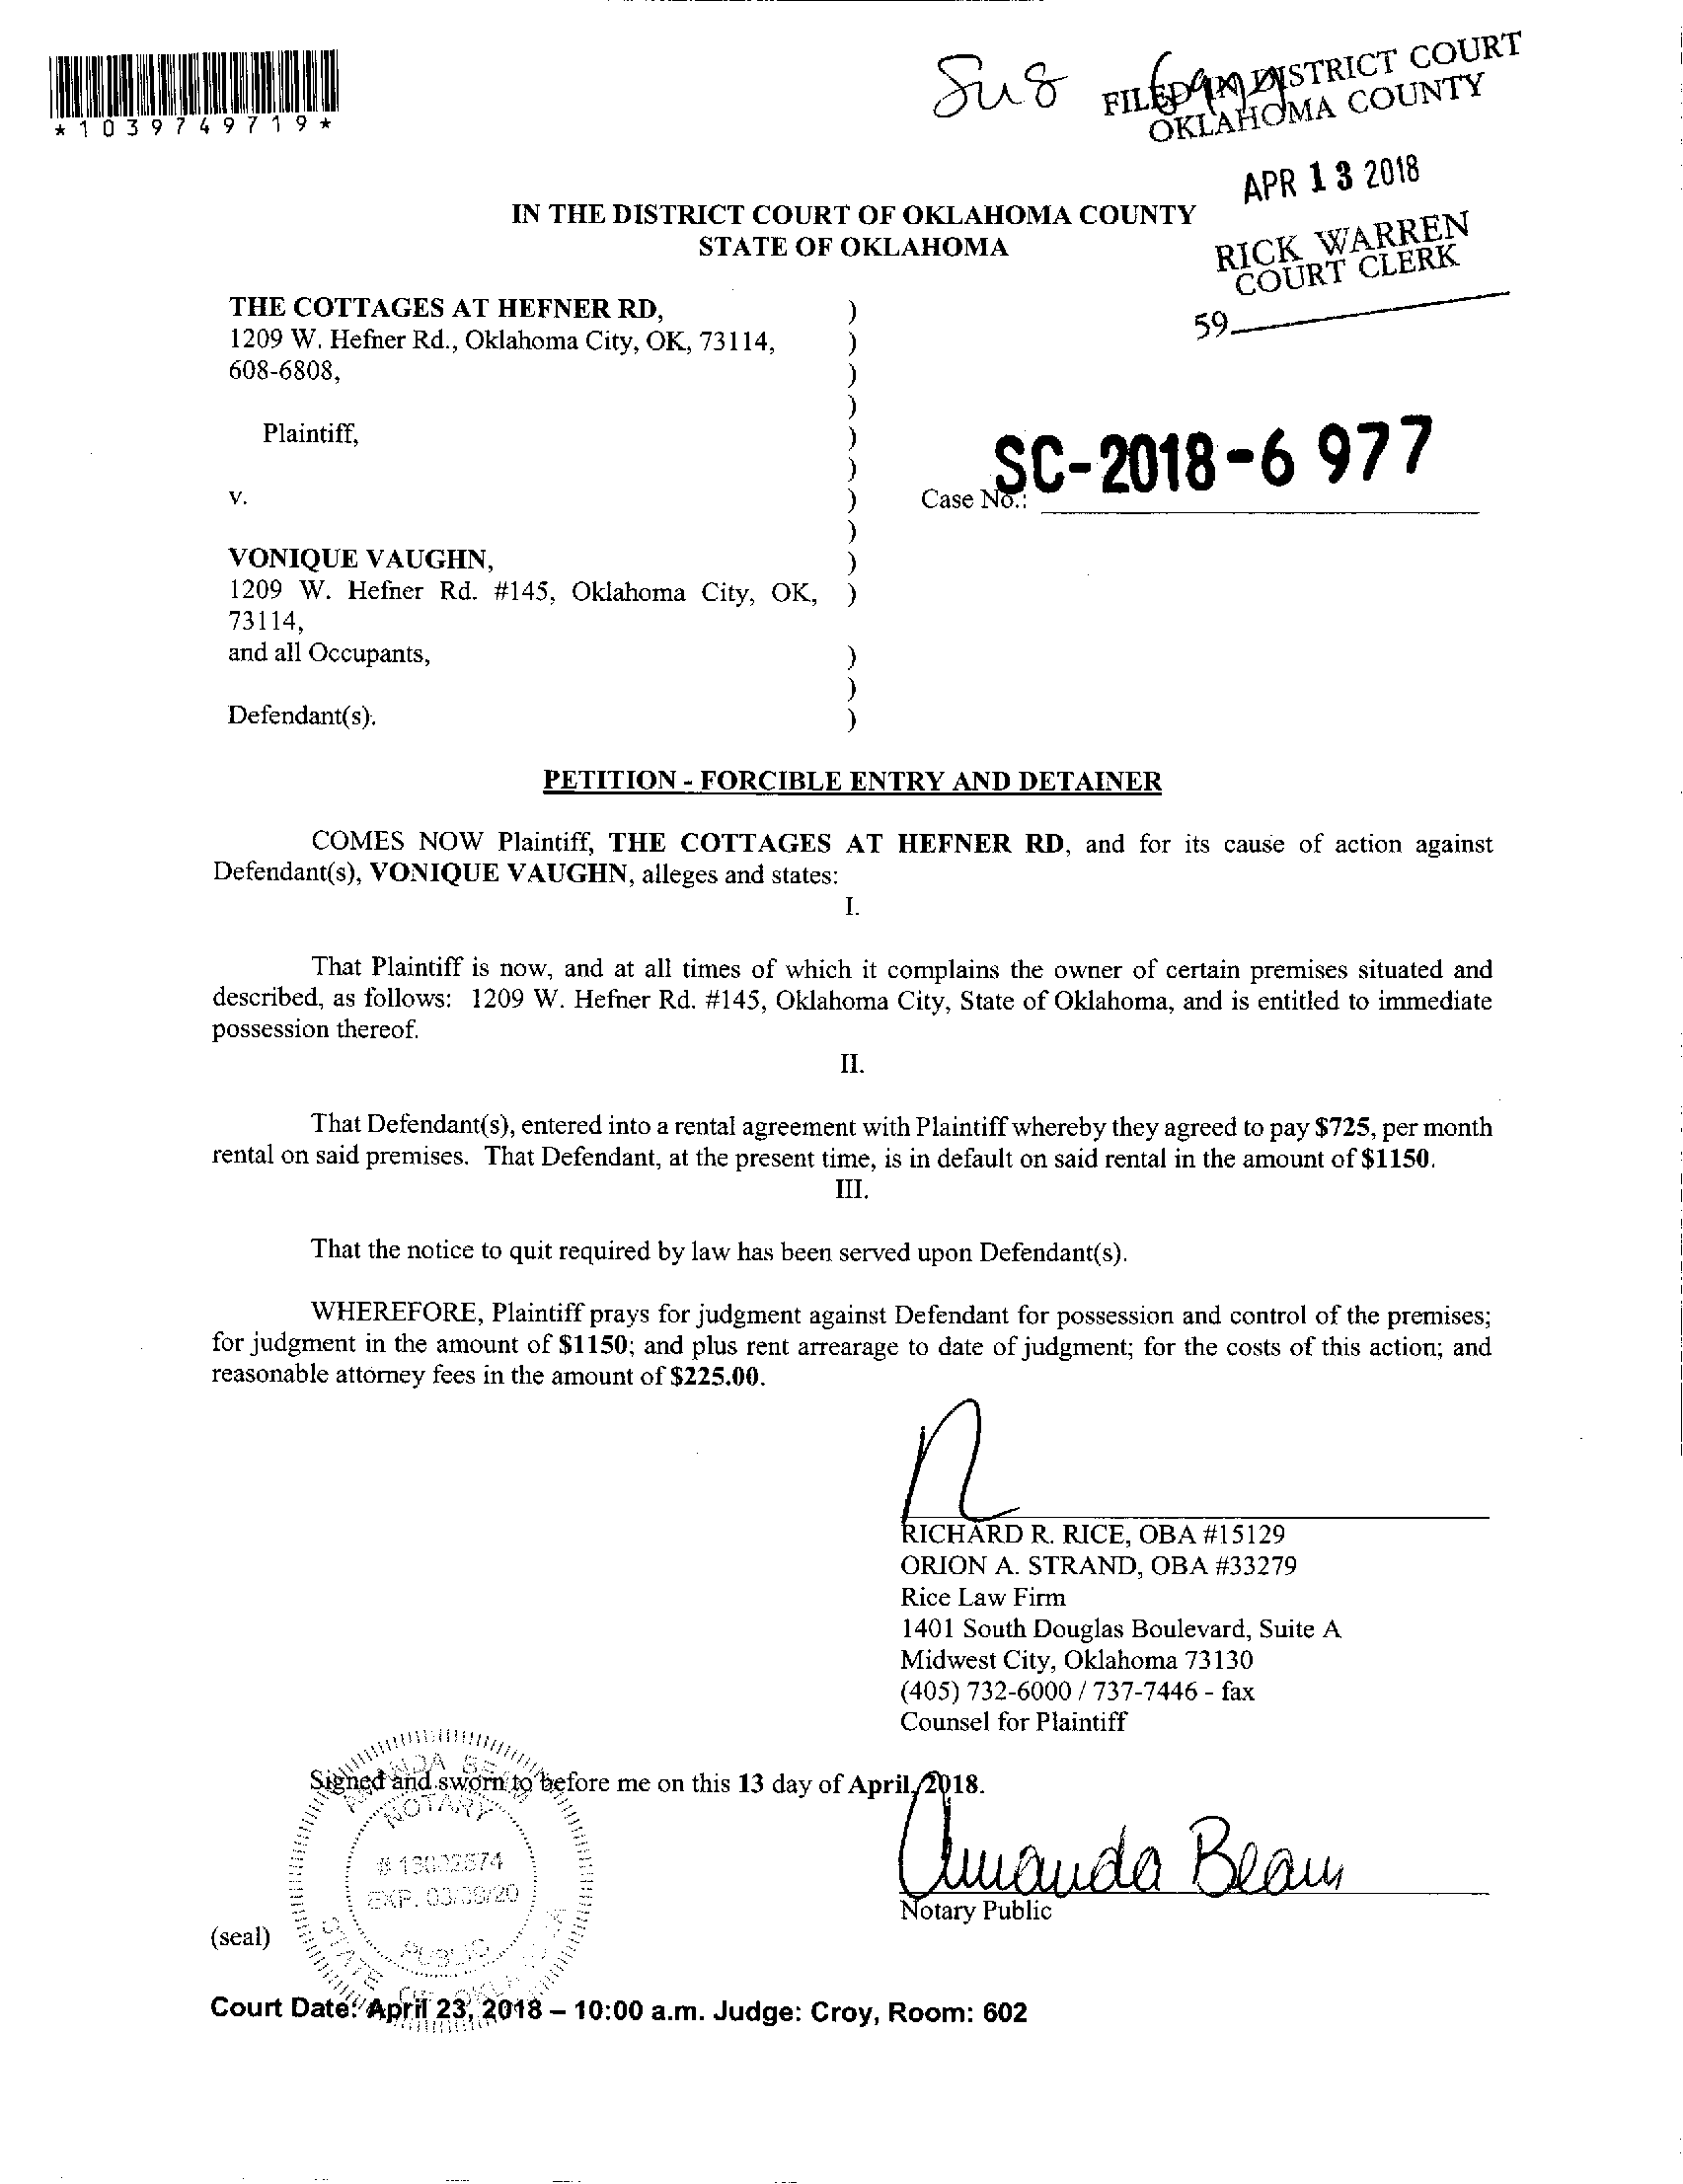 *1039749719*
FILED IN DISTRICT COURT
OKLAHOMA COUNTY
APR 13 2018
RICK WARREN
COURT CLERK
59
IN THE DISTRICT COURT OF OKLAHOMA COUNTY
STATE OF OKLAHOMA
THE COTTAGES AT HEFNER RD, )
1209 W. Hefner Rd., Oklahoma City, OK, 73114, )
608-6808, )
)
Plaintiff, )
)
v. )
)
VONIQUE VAUGHN, )
1209 W. Hefner Rd. #145, Oklahoma City, OK, )
73114,
and all Occupants, )
)
Defendant(s). )
Case No.: SC-2018-6 977
PETITION - FORCIBLE ENTRY AND DETAINER
COMES NOW Plaintiff, THE COTTAGES AT HEFNER RD, and for its cause of action against
Defendant(s), VONIQUE VAUGHN, alleges and states:
I.
That Plaintiff is now, and at all times of which it complains the owner of certain premises situated and
described, as follows: 1209 W. Hefner Rd. #145, Oklahoma City, State of Oklahoma, and is entitled to immediate
possession thereof.
II.
That Defendant(s), entered into a rental agreement with Plaintiff whereby they agreed to pay $725, per month
rental on said premises. That Defendant, at the present time, is in default on said rental in the amount of $1150.
III.
That the notice to quit required by law has been served upon Defendant(s).
WHEREFORE, Plaintiff prays for judgment against Defendant for possession and control of the premises;
for judgment in the amount of $1150; and plus rent arrearage to date of judgment; for the costs of this action; and
reasonable attorney fees in the amount of $225.00.
RICHARD R. RICE, OBA #15129
ORION A. STRAND, OBA #33279
Rice Law Firm
1401 South Douglas Boulevard, Suite A
Midwest City, Oklahoma 73130
(405) 732-6000 / 737-7446 - fax
Counsel for Plaintiff
Signed and sworn to before me on this 13 day of April, 2018.
Amanda Beam
Notary Public
AMANDA BEAM
NOTARY
EXP. 03/08/20
PUBLIC
STATE OF OKLAHOMA
(seal)
Court Date: April 23, 2018 – 10:00 a.m. Judge: Croy, Room: 602